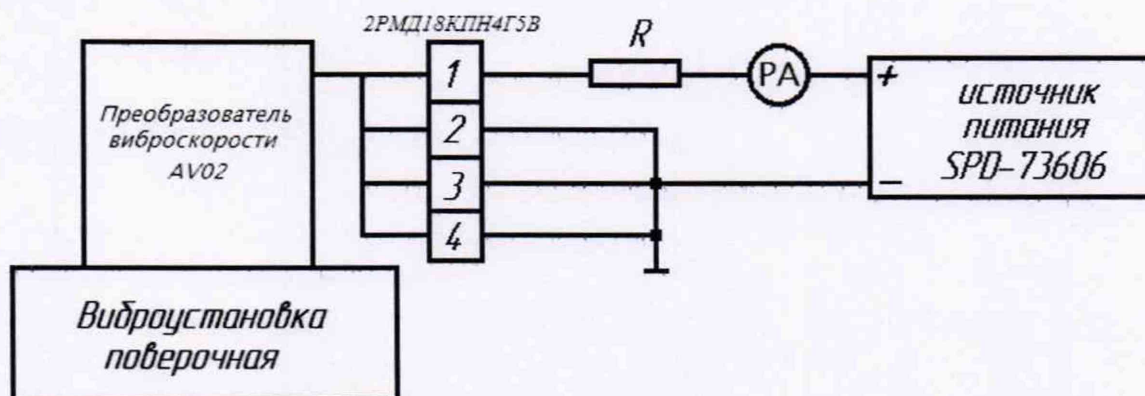 2РМД18КПН4Г5В
Преобразователь
виброскорости
AV02
1
2
3
4
R
PA
+
−
источник
питания
SPD-73606
Виброустановка
поверочная